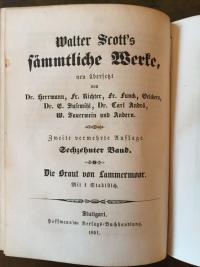 Walter Scott's
sämmtliche Werke,
neu übersetzt
von
Dr. Herrmann, Fr. Richter, Fr. Funck, Oelckers,
Dr. E. Susemihl, Dr. Carl Andrä,
W. Sauerwein und Andern.
Zweite vermehrte Auflage.
Sechzehnter Band.
Die Braut von Lammermoor.
Mit 1 Stahlstich.
Stuttgart.
Hoffmann'sche Verlags-Buchhandlung.
1851.